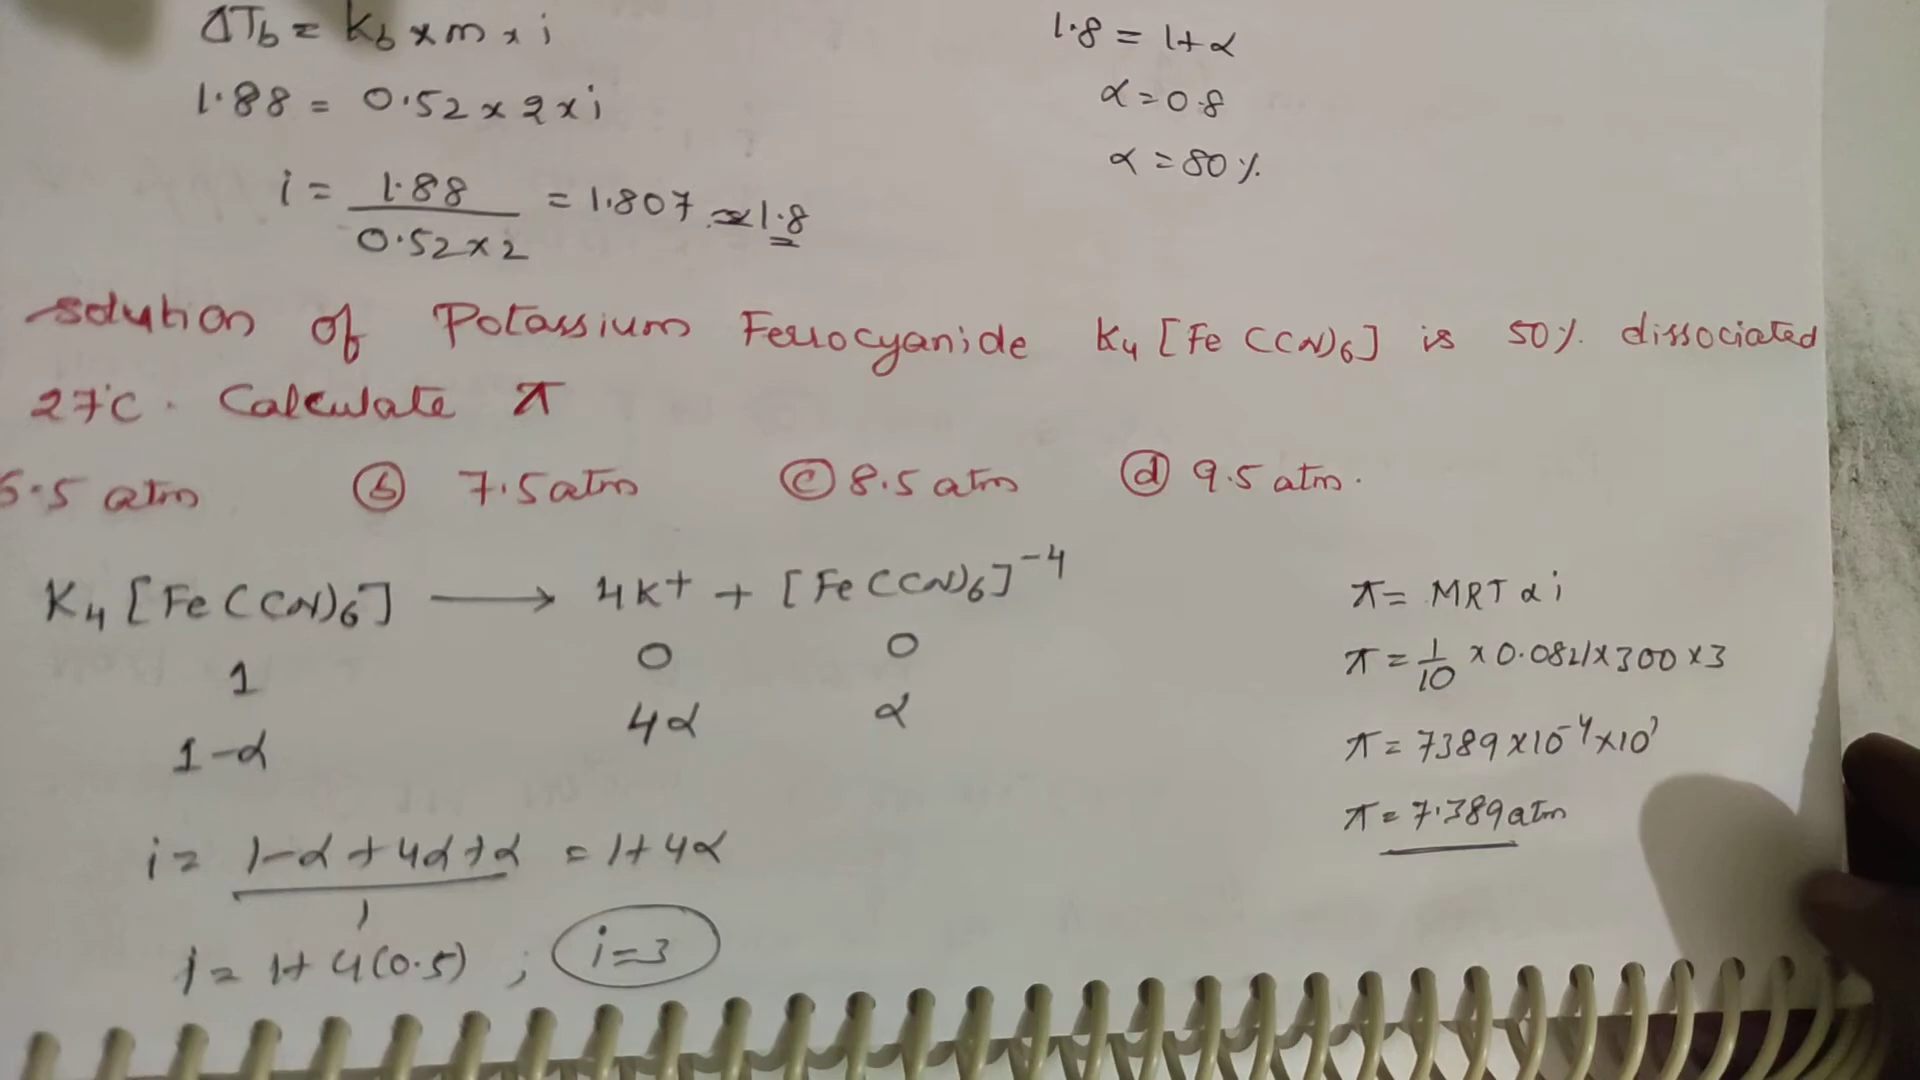 ΔTb = Kb × m × i
1.88 = 0.52 × 2 × i
i = 1.88 / 0.52×2 = 1.807 ≈ 1.8
1.8 = 1+α
α = 0.8
α = 80%.
solution of Potassium Ferrocyanide K4[Fe(CN)6] is 50% dissociated
27°C. Calculate π
.5 atm (b) 7.5 atm (c) 8.5 atm (d) 9.5 atm.
K4[Fe(CN)6] ⟶ 4K+ + [Fe(CN)6]-4
1 0 0
1-α 4α α
i = 1-α+4α+α / 1 = 1+4α
i = 1+4(0.5) ; i=3
π = MRT α i
π = 1/10 × 0.0821×300×3
π = 7389×10-4×10
π = 7.389 atm